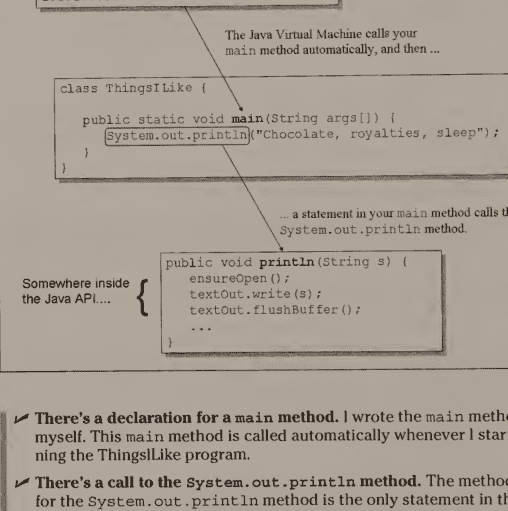 The Java Virtual Machine calls your
main method automatically, and then ...
class ThingsILike {
public static void main(String args[]) {
System.out.println("Chocolate, royalties, sleep");
}
}
... a statement in your main method calls th
System.out.println method.
Somewhere inside
the Java API....
{
public void println(String s) {
ensureOpen();
textOut.write(s);
textOut.flushBuffer();
...
}
✓ There's a declaration for a main method. I wrote the main metho
myself. This main method is called automatically whenever I star
ning the ThingsILike program.
✓ There's a call to the System.out.println method. The method
for the System.out.println method is the only statement in th